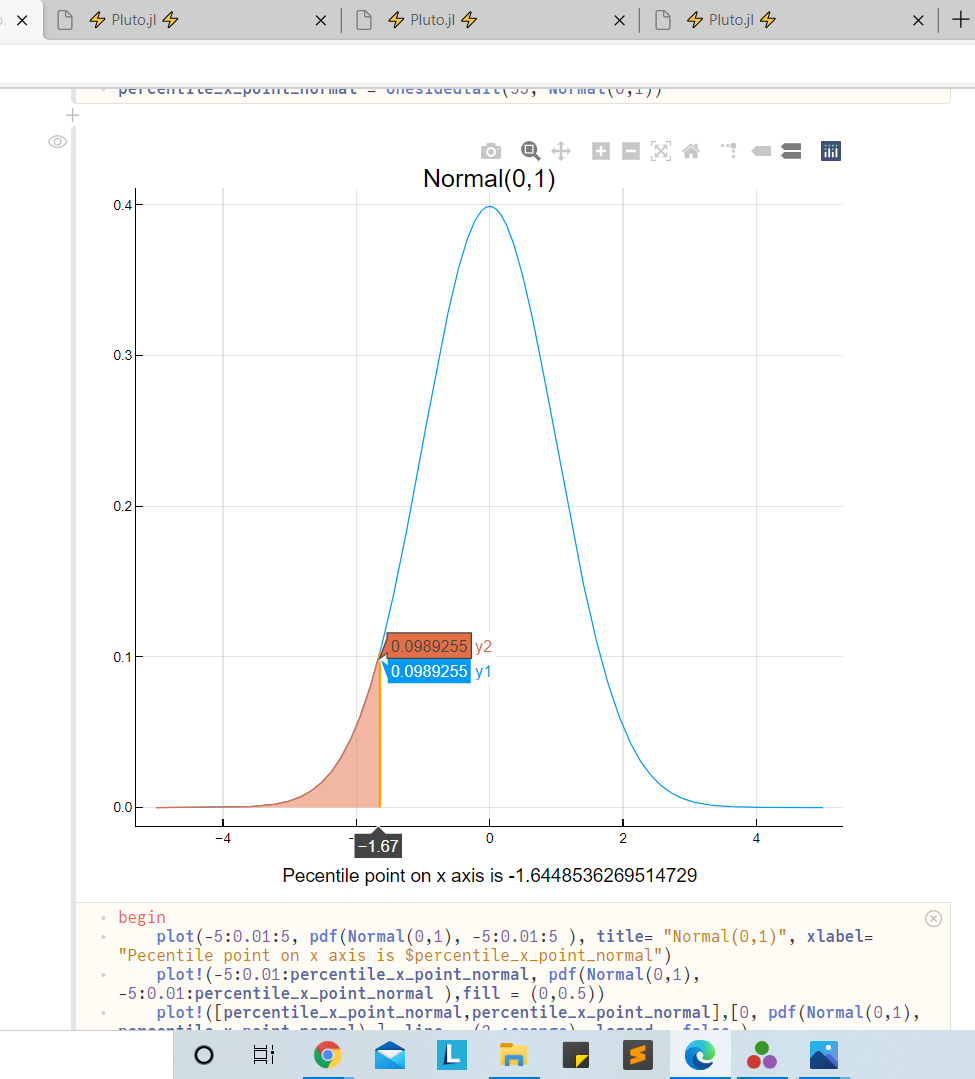 Pluto.jl
Pluto.jl
Pluto.jl
percentile_x_point_normal = onesidedtail(95, Normal(0,1))
Normal(0,1)
0.4
0.3
0.2
0.1
0.0
0.0989255 y2
0.0989255 y1
−4
0
2
4
−1.67
Pecentile point on x axis is -1.6448536269514729
begin
plot(-5:0.01:5, pdf(Normal(0,1), -5:0.01:5 ), title= "Normal(0,1)", xlabel=
"Pecentile point on x axis is $percentile_x_point_normal")
plot!(-5:0.01:percentile_x_point_normal, pdf(Normal(0,1),
-5:0.01:percentile_x_point_normal ),fill = (0,0.5))
plot!([percentile_x_point_normal,percentile_x_point_normal],[0, pdf(Normal(0,1),
L
S